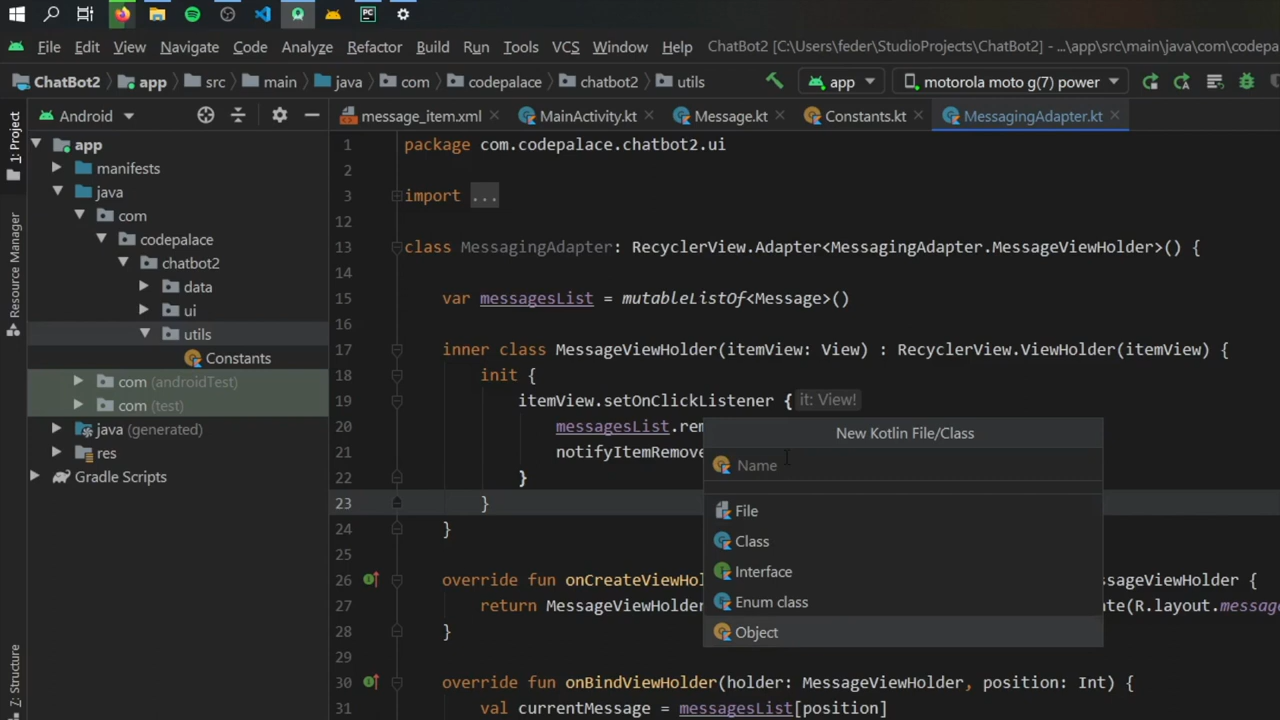 File Edit View Navigate Code Analyze Refactor Build Run Tools VCS Window Help ChatBot2 [C:\Users\feder\StudioProjects\ChatBot2] - ...\app\src\main\java\com\codepala
ChatBot2 app src main java com codepalace chatbot2 utils app motorola moto g(7) power
Android message_item.xml MainActivity.kt Message.kt Constants.kt MessagingAdapter.kt
1: Project
Resource Manager
Z: Structure
app
manifests
java
com
codepalace
chatbot2
data
ui
utils
Constants
com (androidTest)
com (test)
java (generated)
res
Gradle Scripts
1 package com.codepalace.chatbot2.ui
2
3 import ...
12
13 class MessagingAdapter: RecyclerView.Adapter<MessagingAdapter.MessageViewHolder>() {
14
15 var messagesList = mutableListOf<Message>()
16
17 inner class MessageViewHolder(itemView: View) : RecyclerView.ViewHolder(itemView) {
18 init {
19 itemView.setOnClickListener { it: View!
20 messagesList.rem
21 notifyItemRemove
22 }
23 }
24 }
25
26 override fun onCreateViewHol essageViewHolder {
27 return MessageViewHolder te(R.layout.messag
28 }
29
30 override fun onBindViewHolder(holder: MessageViewHolder, position: Int) {
31 val currentMessage = messagesList[position]
New Kotlin File/Class
Name
File
Class
Interface
Enum class
Object